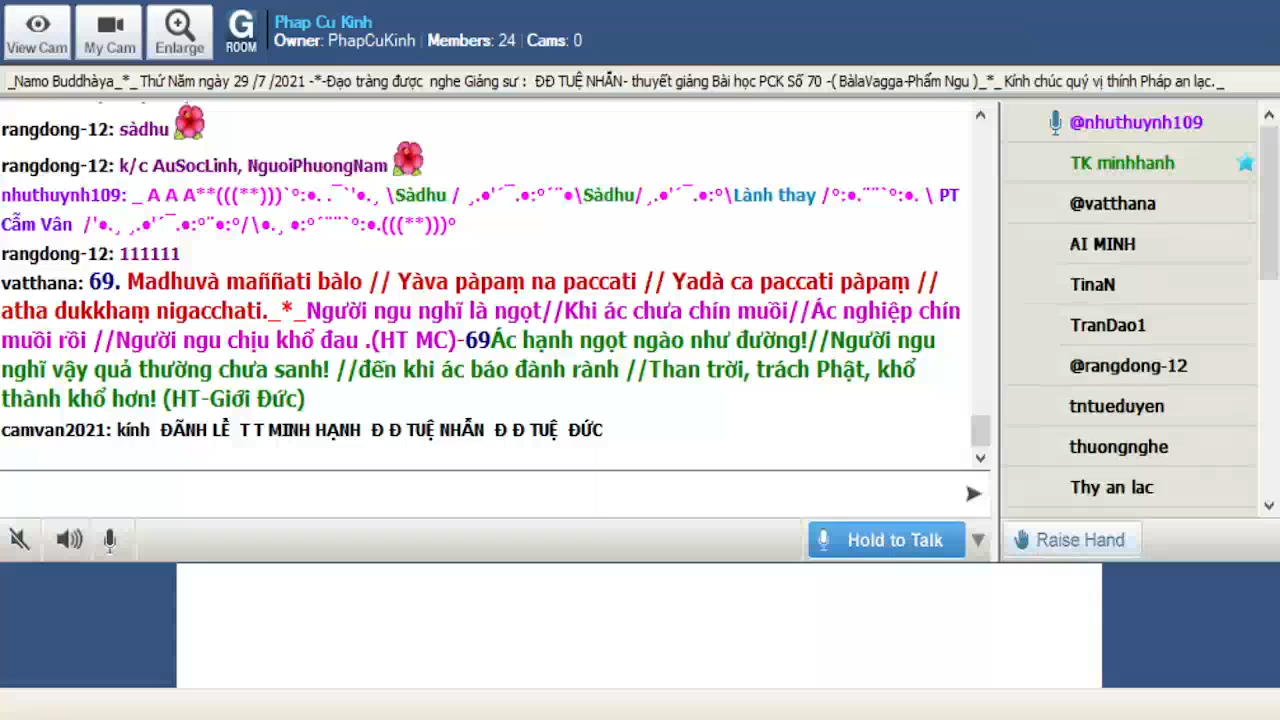 View Cam
My Cam
Enlarge
G
ROOM
Phap Cu Kinh
Owner: PhapCuKinh | Members: 24 | Cams: 0
_Namo Buddhàya_*_ Thứ Năm ngày 29 /7 /2021 -*-Đạo tràng được nghe Giảng sư : ĐĐ TUỆ NHẪN- thuyết giảng Bài học PCK Số 70 -( BàlaVagga-Phẩm Ngu )_*_ Kính chúc quý vị thính Pháp an lạc._
rangdong-12: sàdhu
rangdong-12: k/c AuSocLinh, NguoiPhuongNam
nhuthuynh109: _ A A A**(((**)))`º:•. .¯`'•.¸ \Sàdhu / ¸.•'´¯.•:º´¨•\Sàdhu/¸.•'´¯.•:º\Lành thay /º:•.¨¨`º:•. \ PT
Cẩm Vân /'•.¸ ¸.•'´¯.•:º¨•:º/\•.¸ •:º´¨¨`º:•.(((**)))º
rangdong-12: 111111
vatthana: 69. Madhuvà maññati bàlo // Yàva pàpaṃ na paccati // Yadà ca paccati pàpaṃ //
atha dukkhaṃ nigacchati._*_Người ngu nghĩ là ngọt//Khi ác chưa chín muồi//Ác nghiệp chín
muồi rồi //Người ngu chịu khổ đau .(HT MC)-69Ác hạnh ngọt ngào như đường!//Người ngu
nghĩ vậy quả thường chưa sanh! //đến khi ác báo đành rành //Than trời, trách Phật, khổ
thành khổ hơn! (HT-Giới Đức)
camvan2021: kính ĐÃNH LỄ T T MINH HẠNH Đ Đ TUỆ NHẪN Đ Đ TUỆ ĐỨC
@nhuthuynh109
TK minhhanh
@vatthana
AI MINH
TinaN
TranDao1
@rangdong-12
tntueduyen
thuongnghe
Thy an lac
Hold to Talk
Raise Hand